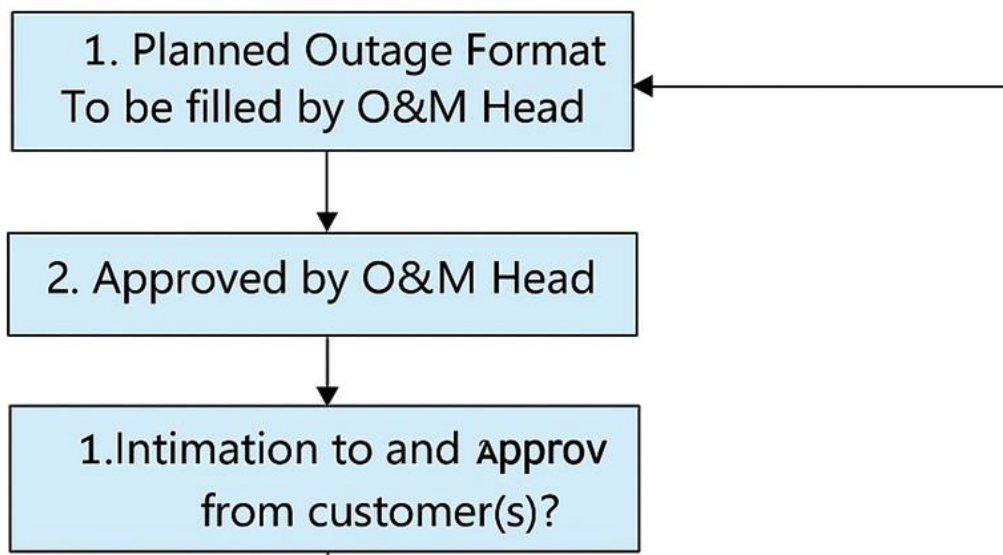 1. Planned Outage Format
To be filled by O&M Head
2. Approved by O&M Head
1.Intimation to and Approv
from customer(s)?